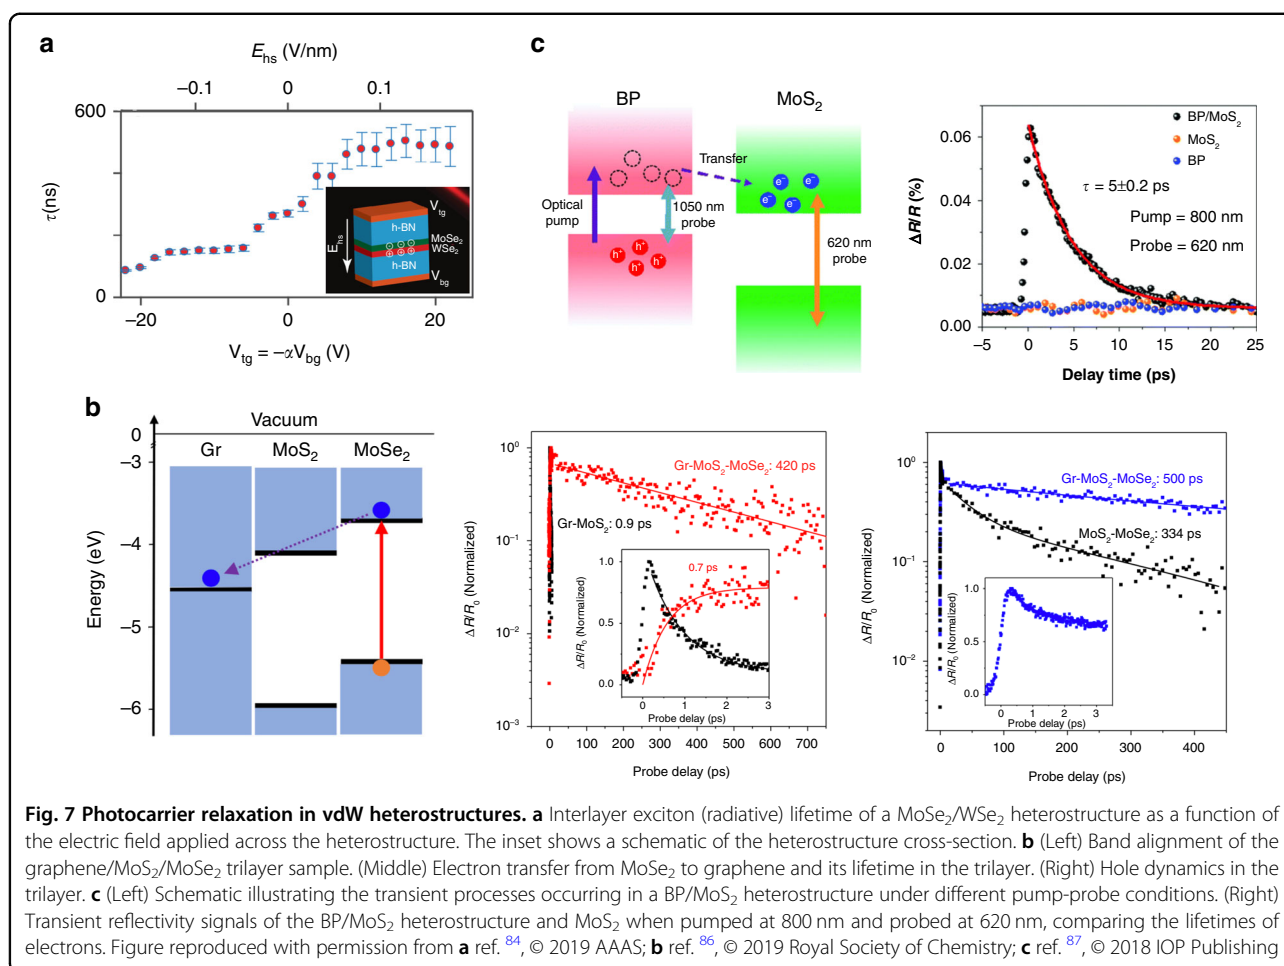 a
E_hs (V/nm)
−0.1 0 0.1
600
τ(ns)
0
−20 0 20
V_tg = −αV_bg (V)
V_tg
h-BN
MoSe₂
WSe₂
h-BN
V_bg
E_hs
c
BP
MoS₂
Transfer
Optical
pump
1050 nm
probe
620 nm
probe
e⁻ e⁻
e⁻ e⁻
h⁺
h⁺ h⁺
h⁺
BP/MoS₂
MoS₂
BP
τ = 5±0.2 ps
Pump = 800 nm
Probe = 620 nm
ΔR/R (%)
0.06
0.04
0.02
0.00
−5 0 5 10 15 20 25
Delay time (ps)
b
Vacuum
0
Gr MoS₂ MoSe₂
−3
−4
−5
−6
Energy (eV)
10⁰
10⁻¹
10⁻²
10⁻³
ΔR/R₀ (Normalized)
Gr-MoS₂-MoSe₂: 420 ps
Gr-MoS₂: 0.9 ps
0.7 ps
ΔR/R₀ (Normalized)
1.0
0.5
0.0
0 1 2 3
Probe delay (ps)
0 100 200 300 400 500 600 700
Probe delay (ps)
10⁰
10⁻¹
10⁻²
ΔR/R₀ (Normalized)
Gr-MoS₂-MoSe₂: 500 ps
MoS₂-MoSe₂: 334 ps
ΔR/R₀ (Normalized)
1.0
0.5
0.0
0 1 2 3
Probe delay (ps)
0 100 200 300 400
Probe delay (ps)
Fig. 7 Photocarrier relaxation in vdW heterostructures. a Interlayer exciton (radiative) lifetime of a MoSe₂/WSe₂ heterostructure as a function of
the electric field applied across the heterostructure. The inset shows a schematic of the heterostructure cross-section. b (Left) Band alignment of the
graphene/MoS₂/MoSe₂ trilayer sample. (Middle) Electron transfer from MoSe₂ to graphene and its lifetime in the trilayer. (Right) Hole dynamics in the
trilayer. c (Left) Schematic illustrating the transient processes occurring in a BP/MoS₂ heterostructure under different pump-probe conditions. (Right)
Transient reflectivity signals of the BP/MoS₂ heterostructure and MoS₂ when pumped at 800 nm and probed at 620 nm, comparing the lifetimes of
electrons. Figure reproduced with permission from a ref. ⁸⁴, © 2019 AAAS; b ref. ⁸⁶, © 2019 Royal Society of Chemistry; c ref. ⁸⁷, © 2018 IOP Publishing